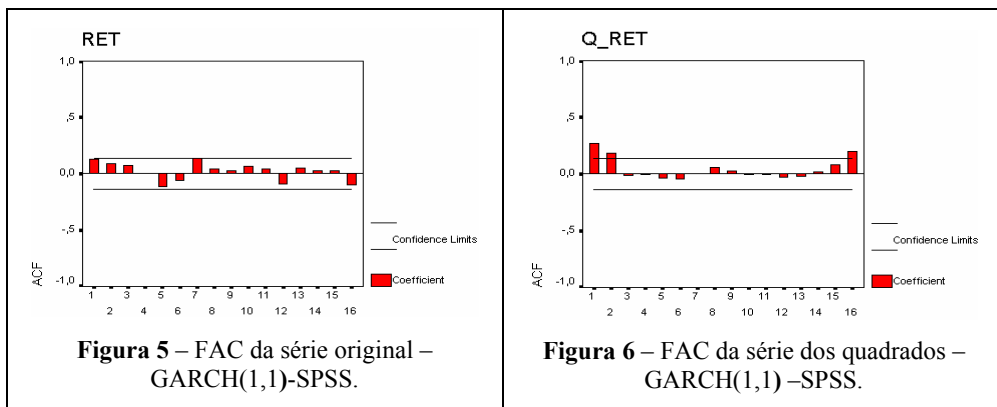 RET
1,0
,5
0,0
-,5
-1,0
ACF
1 3 5 7 9 11 13 15
2 4 6 8 10 12 14 16
Confidence Limits
Coefficient
Figura 5 – FAC da série original –
GARCH(1,1)-SPSS.
Q_RET
1,0
,5
0,0
-,5
-1,0
ACF
1 3 5 7 9 11 13 15
2 4 6 8 10 12 14 16
Confidence Limits
Coefficient
Figura 6 – FAC da série dos quadrados –
GARCH(1,1) –SPSS.